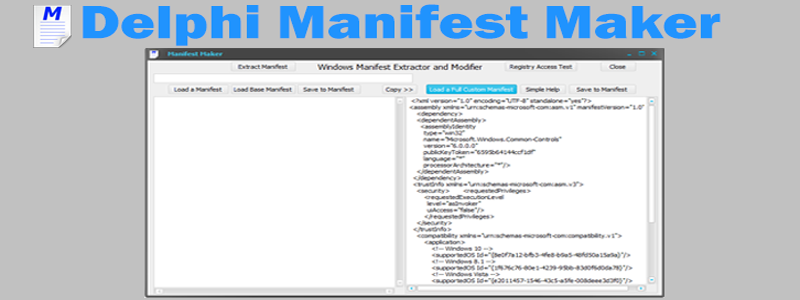 M Delphi Manifest Maker
M Manifest Maker
Extract Manifest Windows Manifest Extractor and Modifier Registry Access Test Close
Load a Manifest Load Base Manifest Save to Manifest Copy >> Load a Full Custom Manifest Simple Help Save to Manifest
<?xml version="1.0" encoding="UTF-8" standalone="yes"?>
<assembly xmlns="urn:schemas-microsoft-com:asm.v1" manifestVersion="1.0"
<dependency>
<dependentAssembly>
<assemblyIdentity
type="win32"
name="Microsoft.Windows.Common-Controls"
version="6.0.0.0"
publicKeyToken="6595b64144ccf1df"
language="*"
processorArchitecture="*"/>
</dependentAssembly>
</dependency>
<trustInfo xmlns="urn:schemas-microsoft-com:asm.v3">
<security> <requestedPrivileges>
<requestedExecutionLevel
level="asInvoker"
uiAccess="false"/>
</requestedPrivileges>
</security>
</trustInfo>
<compatibility xmlns="urn:schemas-microsoft-com:compatibility.v1">
<application>
<!-- Windows 10 -->
<supportedOS Id="{8e0f7a12-bfb3-4fe8-b9a5-48fd50a15a9a}"/>
<!-- Windows 8.1 -->
<supportedOS Id="{1f676c76-80e1-4239-95bb-83d0f6d0da78}"/>
<!-- Windows Vista -->
<supportedOS Id="{e2011457-1546-43c5-a5fe-008deee3d3f0}"/>